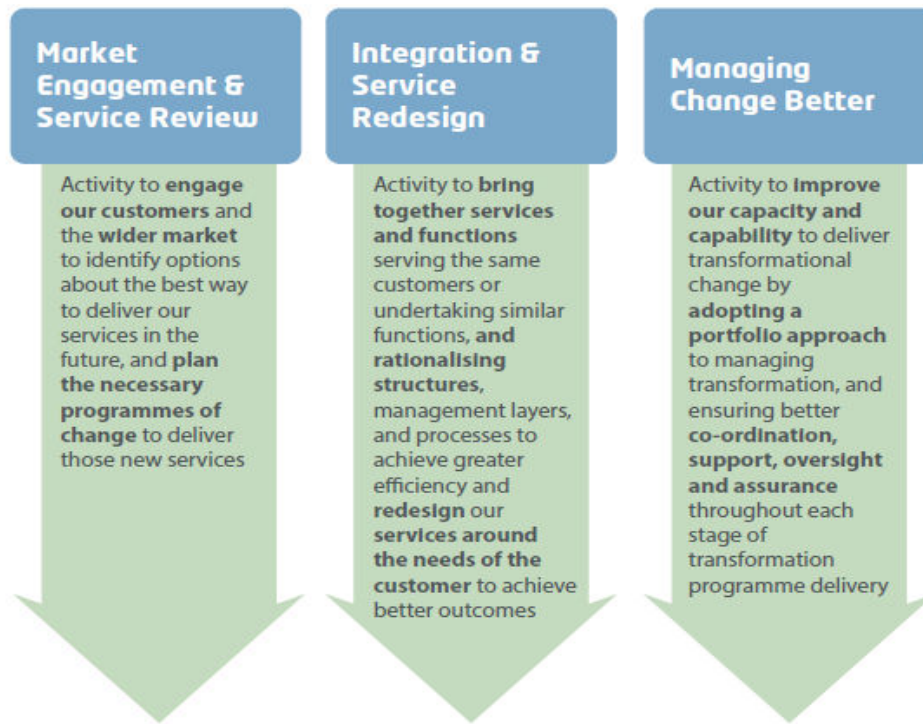 Market
Engagement &
Service Review
Activity to engage
our customers and
the wider market
to identify options
about the best way
to deliver our
services in the
future, and plan
the necessary
programmes of
change to deliver
those new services
Integration &
Service
Redesign
Activity to bring
together services
and functions
serving the same
customers or
undertaking similar
functions, and
rationalising
structures,
management layers,
and processes to
achieve greater
efficiency and
redesign our
services around
the needs of the
customer to achieve
better outcomes
Managing
Change Better
Activity to improve
our capacity and
capability to deliver
transformational
change by
adopting a
portfolio approach
to managing
transformation, and
ensuring better
co-ordination,
support, oversight
and assurance
throughout each
stage of
transformation
programme delivery